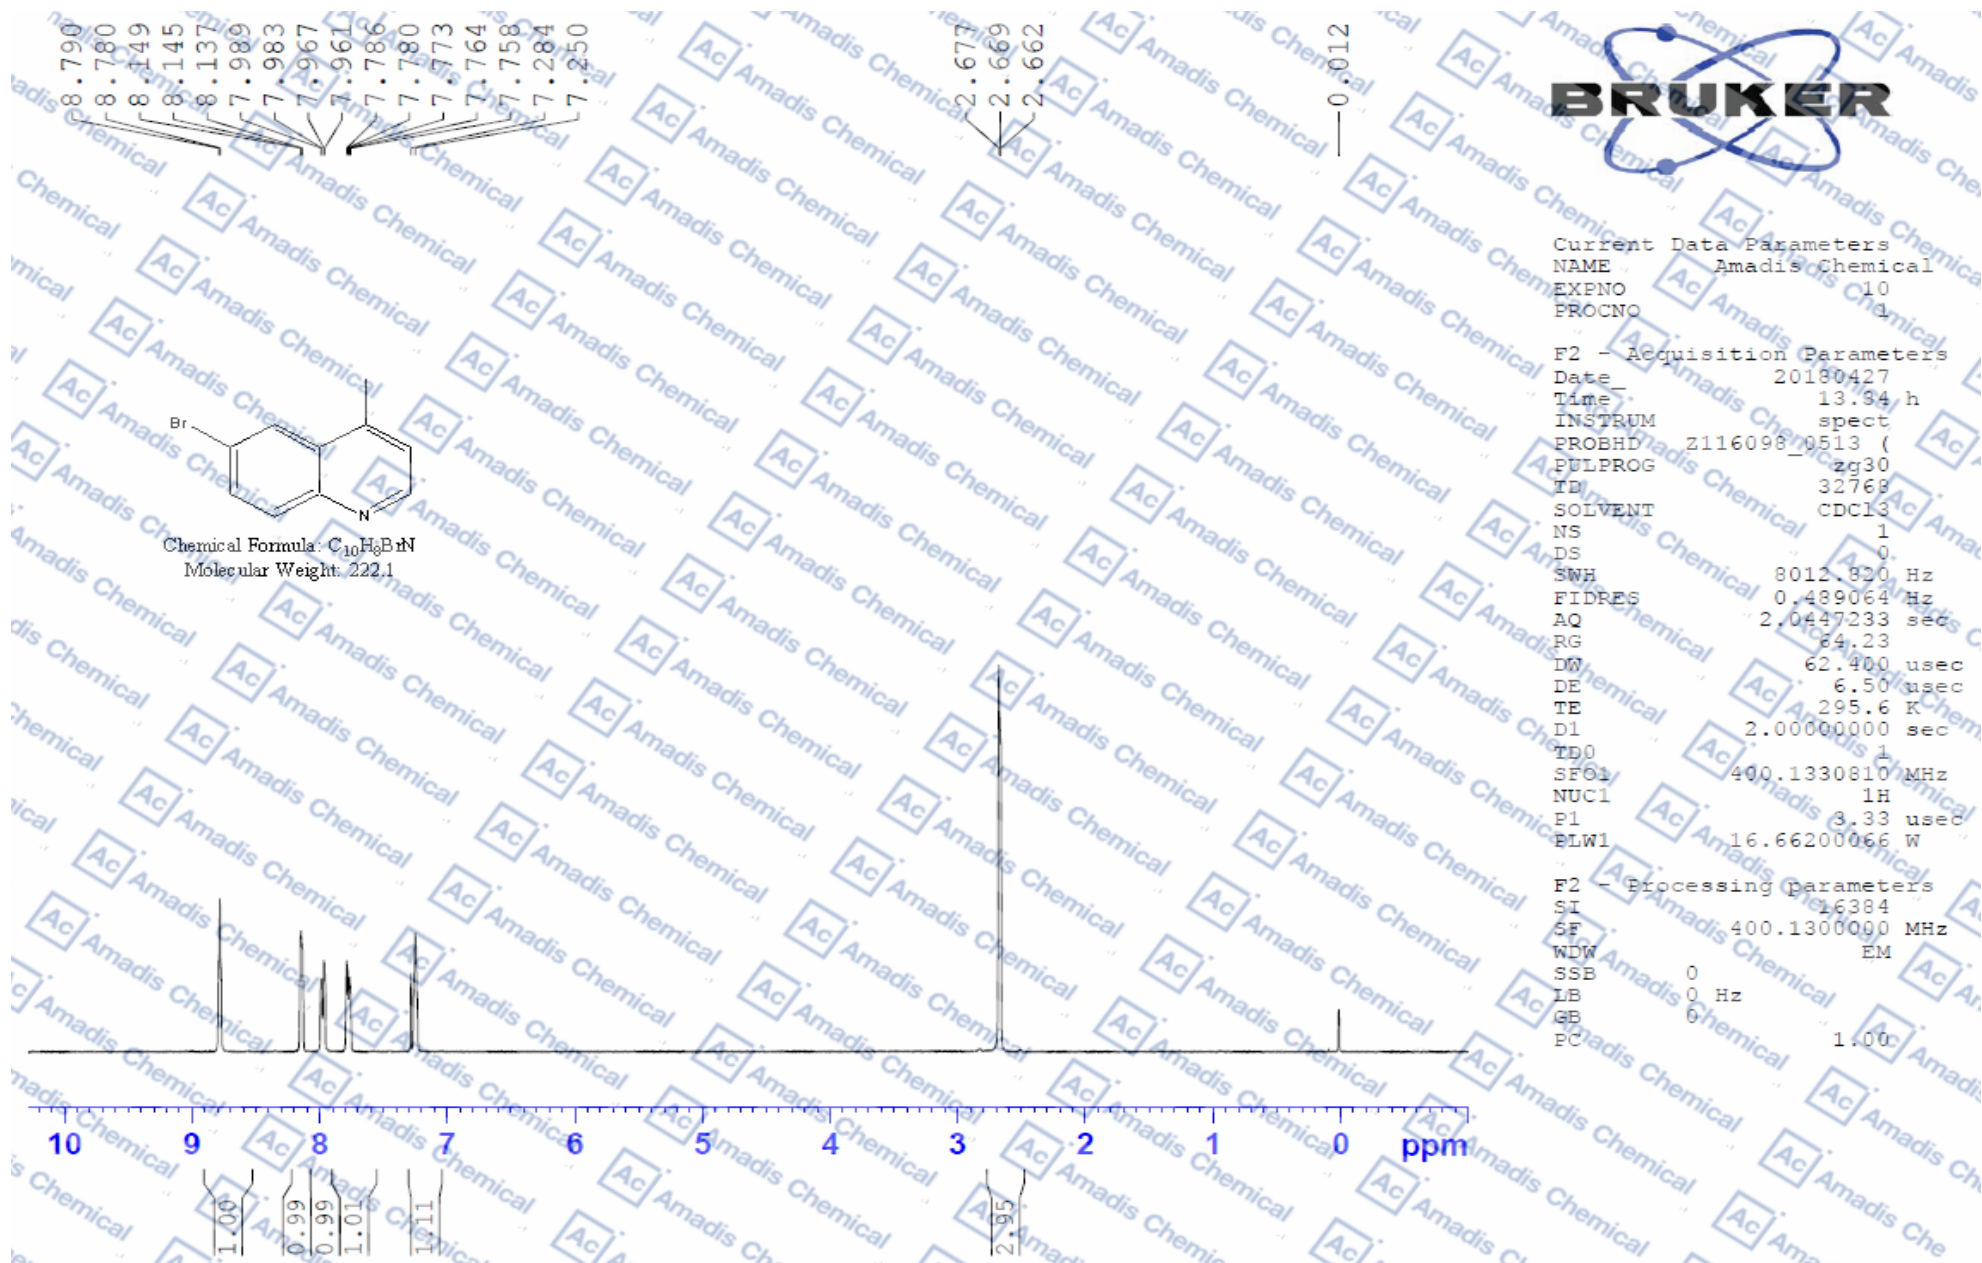 8.790
8.780
8.149
8.145
8.137
7.989
7.983
7.967
7.961
7.786
7.780
7.773
7.764
7.758
7.284
7.250
2.677
2.669
2.662
0.012
BRUKER
Current Data Parameters
NAME Amadis Chemical
EXPNO 10
PROCNO 1
F2 - Acquisition Parameters
Date_ 20180427
Time 13.34 h
INSTRUM spect
PROBHD Z116098_0513 (
PULPROG zg30
TD 32768
SOLVENT CDCl3
NS 1
DS 0
SWH 8012.820 Hz
FIDRES 0.489064 Hz
AQ 2.0447233 sec
RG 64.23
DW 62.400 usec
DE 6.50 usec
TE 295.6 K
D1 2.00000000 sec
TD0 1
SFO1 400.1330810 MHz
NUC1 1H
P1 3.33 usec
PLW1 16.66200066 W
F2 - Processing parameters
SI 16384
SF 400.1300000 MHz
WDW EM
SSB 0
LB 0 Hz
GB 0
PC 1.00
Br
N
Chemical Formula: C10H8BrN
Molecular Weight: 222.1
10 9 8 7 6 5 4 3 2 1 0 ppm
1.00
0.99
0.99
1.01
1.11
2.95
Ac Amadis Chemical